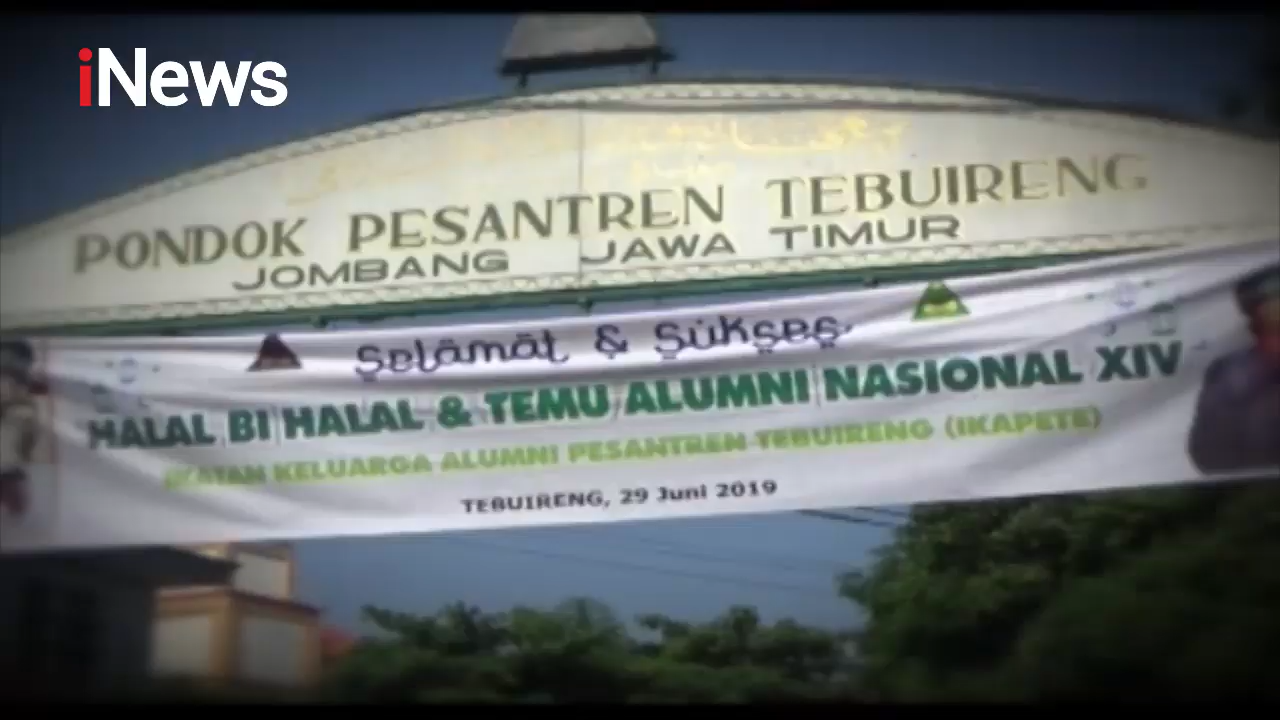 iNews
PONDOK PESANTREN TEBUIRENG
JOMBANG JAWA TIMUR
Selamat & Sukses
HALAL BI HALAL & TEMU ALUMNI NASIONAL XIV
IKATAN KELUARGA ALUMNI PESANTREN TEBUIRENG (IKAPETE)
TEBUIRENG, 29 Juni 2019